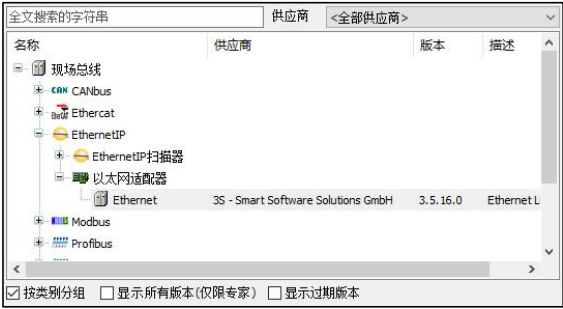 全文搜索的字符串 供应商 <全部供应商>
名称 供应商 版本 描述
现场总线
CAN CANbus
Ethercat
EthernetIP
EthernetIP扫描器
以太网适配器
Ethernet 3S - Smart Software Solutions GmbH 3.5.16.0 Ethernet Li
Modbus
Profibus
按类别分组 显示所有版本(仅限专家) 显示过期版本